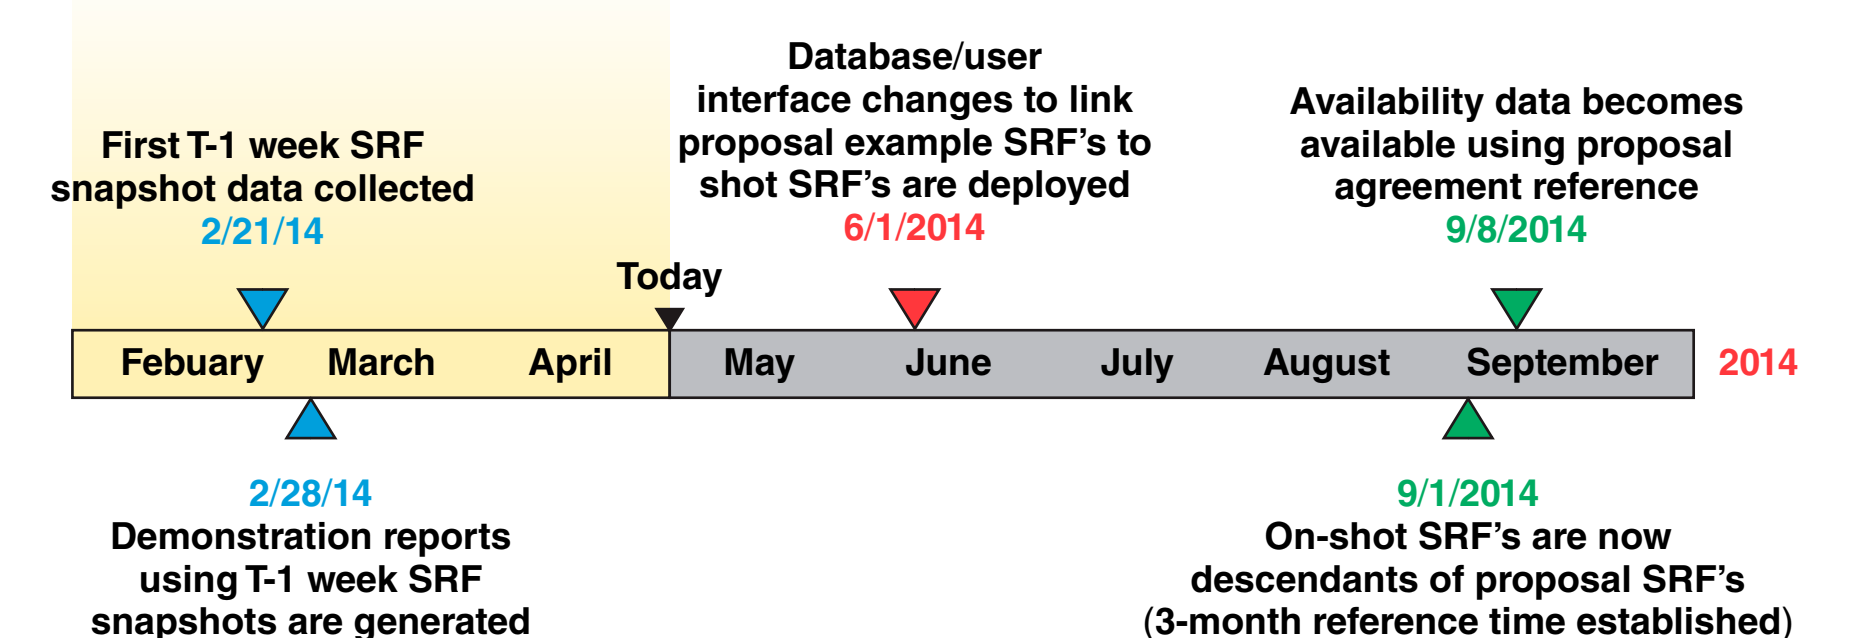 First T-1 week SRF
snapshot data collected
2/21/14
Database/user
interface changes to link
proposal example SRF’s to
shot SRF’s are deployed
6/1/2014
Availability data becomes
available using proposal
agreement reference
9/8/2014
Today
Febuary March April May June July August September 2014
2/28/14
Demonstration reports
using T-1 week SRF
snapshots are generated
9/1/2014
On-shot SRF’s are now
descendants of proposal SRF’s
(3-month reference time established)